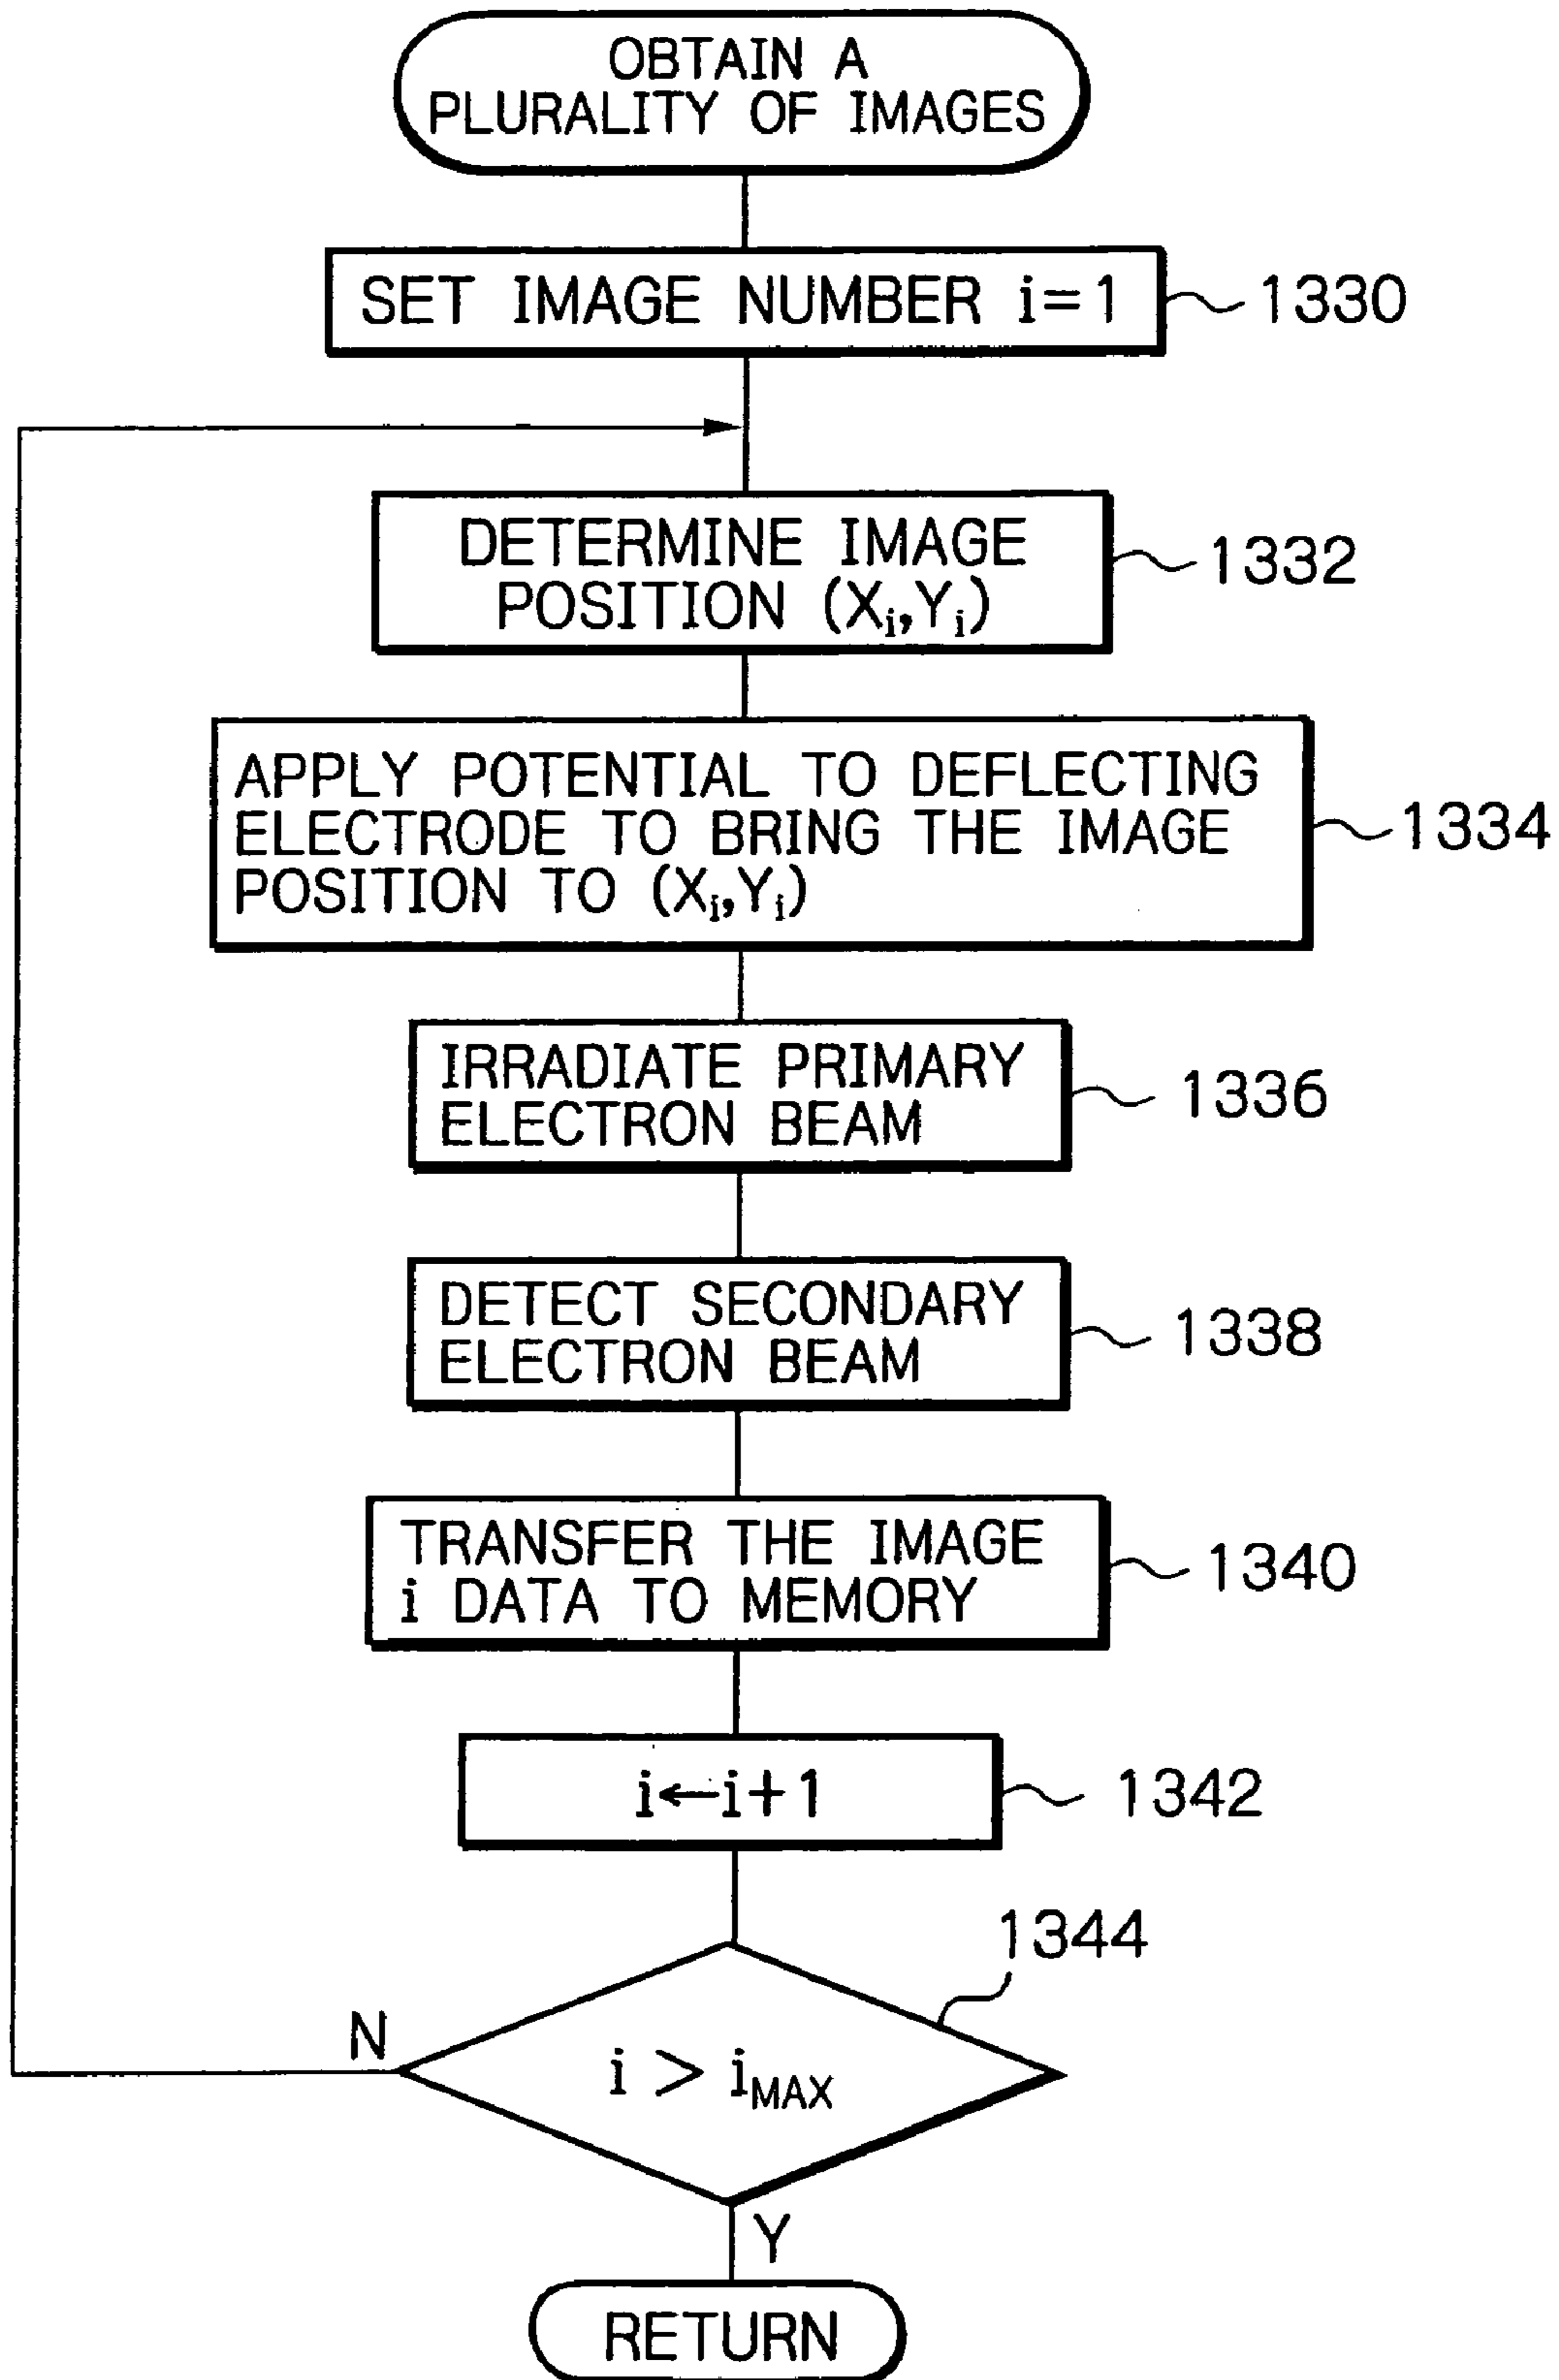 OBTAIN A
PLURALITY OF IMAGES
SET IMAGE NUMBER i=1
1330
DETERMINE IMAGE
POSITION (Xi,Yi)
1332
APPLY POTENTIAL TO DEFLECTING
ELECTRODE TO BRING THE IMAGE
POSITION TO (Xi,Yi)
1334
IRRADIATE PRIMARY
ELECTRON BEAM
1336
DETECT SECONDARY
ELECTRON BEAM
1338
TRANSFER THE IMAGE
i DATA TO MEMORY
1340
i←i+1
1342
1344
N
i > iMAX
Y
RETURN